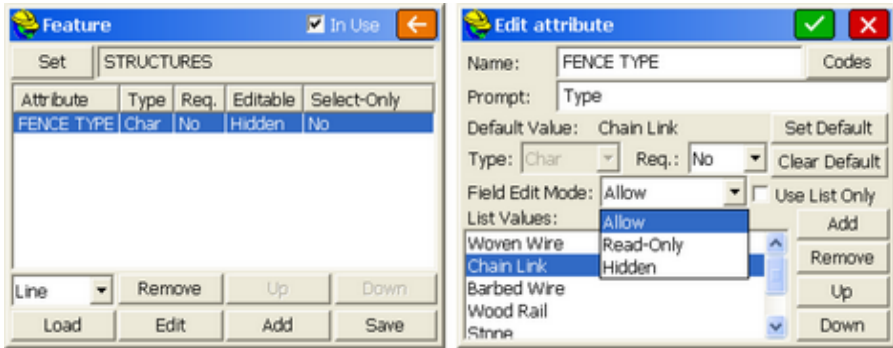 Feature
In Use
Set STRUCTURES
Attribute Type Req. Editable Select-Only
FENCE TYPE Char No Hidden No
Line Remove Up Down
Load Edit Add Save
Edit attribute
Name: FENCE TYPE Codes
Prompt: Type
Default Value: Chain Link Set Default
Type: Char Req.: No Clear Default
Field Edit Mode: Allow Use List Only
List Values: Allow Add
Woven Wire Read-Only
Chain Link Hidden Remove
Barbed Wire Up
Wood Rail
Stone Down